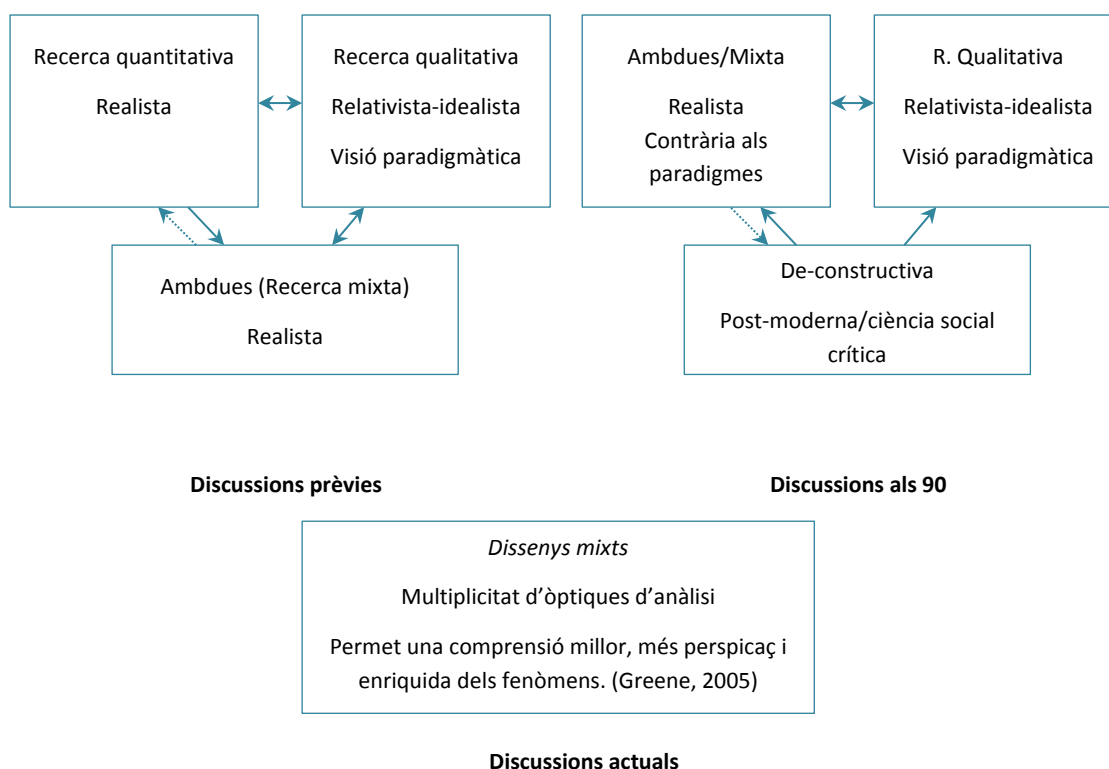 Recerca quantitativa
Realista
Recerca qualitativa
Relativista-idealista
Visió paradigmàtica
Ambdues/Mixta
Realista
Contrària als
paradigmes
R. Qualitativa
Relativista-idealista
Visió paradigmàtica
Ambdues (Recerca mixta)
Realista
De-constructiva
Post-moderna/ciència social
crítica
Discussions prèvies
Discussions als 90
Dissenys mixts
Multiplicitat d’òptiques d’anàlisi
Permet una comprensió millor, més perspicaç i
enriquida dels fenòmens. (Greene, 2005)
Discussions actuals